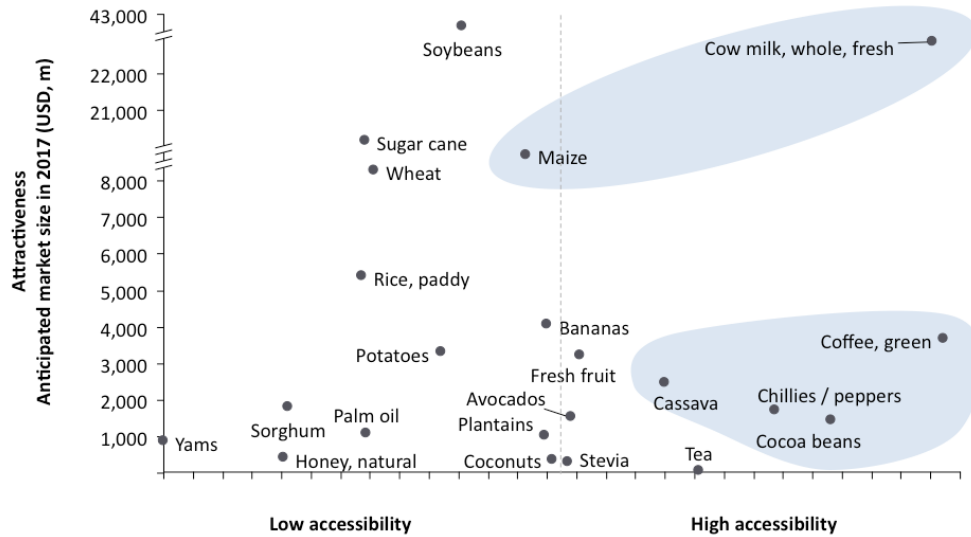 Attractiveness
Anticipated market size in 2017 (USD, m)
43,000
22,000
21,000
8,000
7,000
6,000
5,000
4,000
3,000
2,000
1,000
Soybeans
Cow milk, whole, fresh
Sugar cane
Maize
Wheat
Rice, paddy
Bananas
Coffee, green
Potatoes
Fresh fruit
Avocados
Chillies / peppers
Cassava
Palm oil
Plantains
Sorghum
Cocoa beans
Yams
Tea
Honey, natural
Coconuts
Stevia
Low accessibility
High accessibility